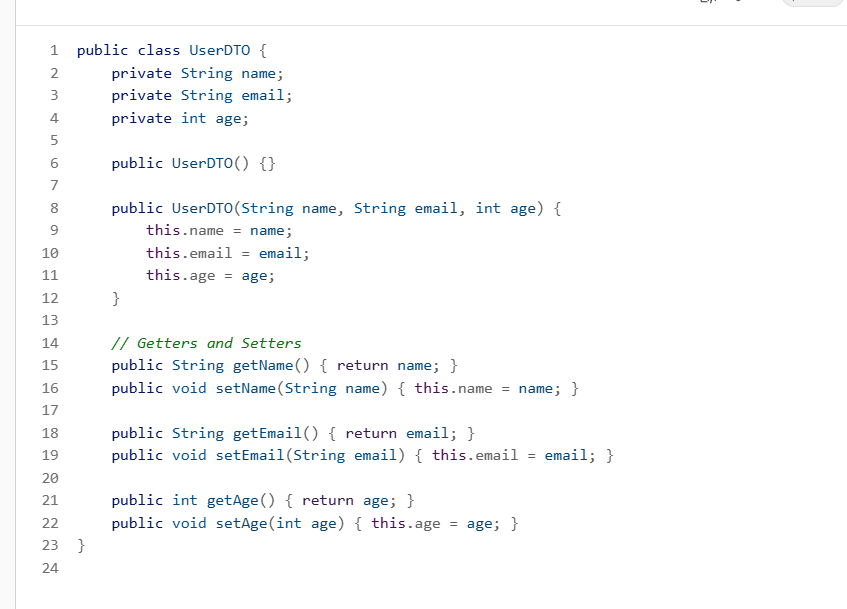 1 public class UserDTO {
2     private String name;
3     private String email;
4     private int age;
5
6     public UserDTO() {}
7
8     public UserDTO(String name, String email, int age) {
9         this.name = name;
10         this.email = email;
11         this.age = age;
12     }
13
14     // Getters and Setters
15     public String getName() { return name; }
16     public void setName(String name) { this.name = name; }
17
18     public String getEmail() { return email; }
19     public void setEmail(String email) { this.email = email; }
20
21     public int getAge() { return age; }
22     public void setAge(int age) { this.age = age; }
23 }
24